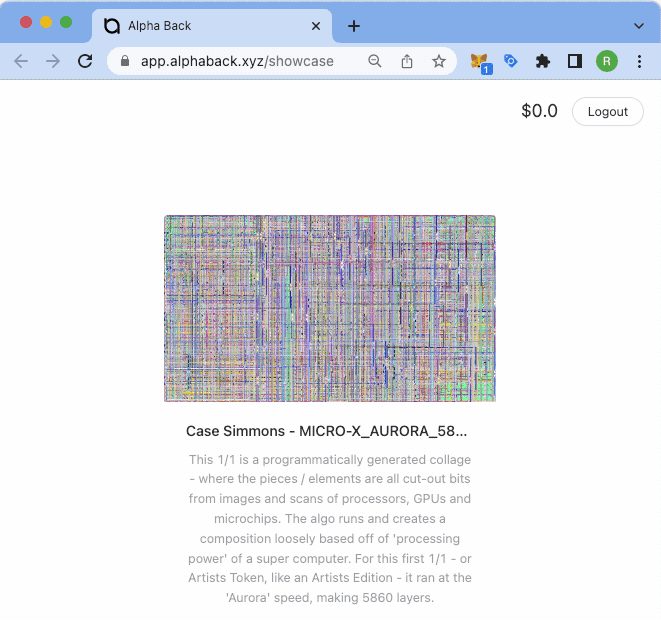 Alpha Back
app.alphaback.xyz/showcase
1
R
$0.0
Logout
Case Simmons - MICRO-X_AURORA_58...
This 1/1 is a programmatically generated collage
- where the pieces / elements are all cut-out bits
from images and scans of processors, GPUs and
microchips. The algo runs and creates a
composition loosely based off of 'processing
power' of a super computer. For this first 1/1 - or
Artists Token, like an Artists Edition - it ran at the
'Aurora' speed, making 5860 layers.